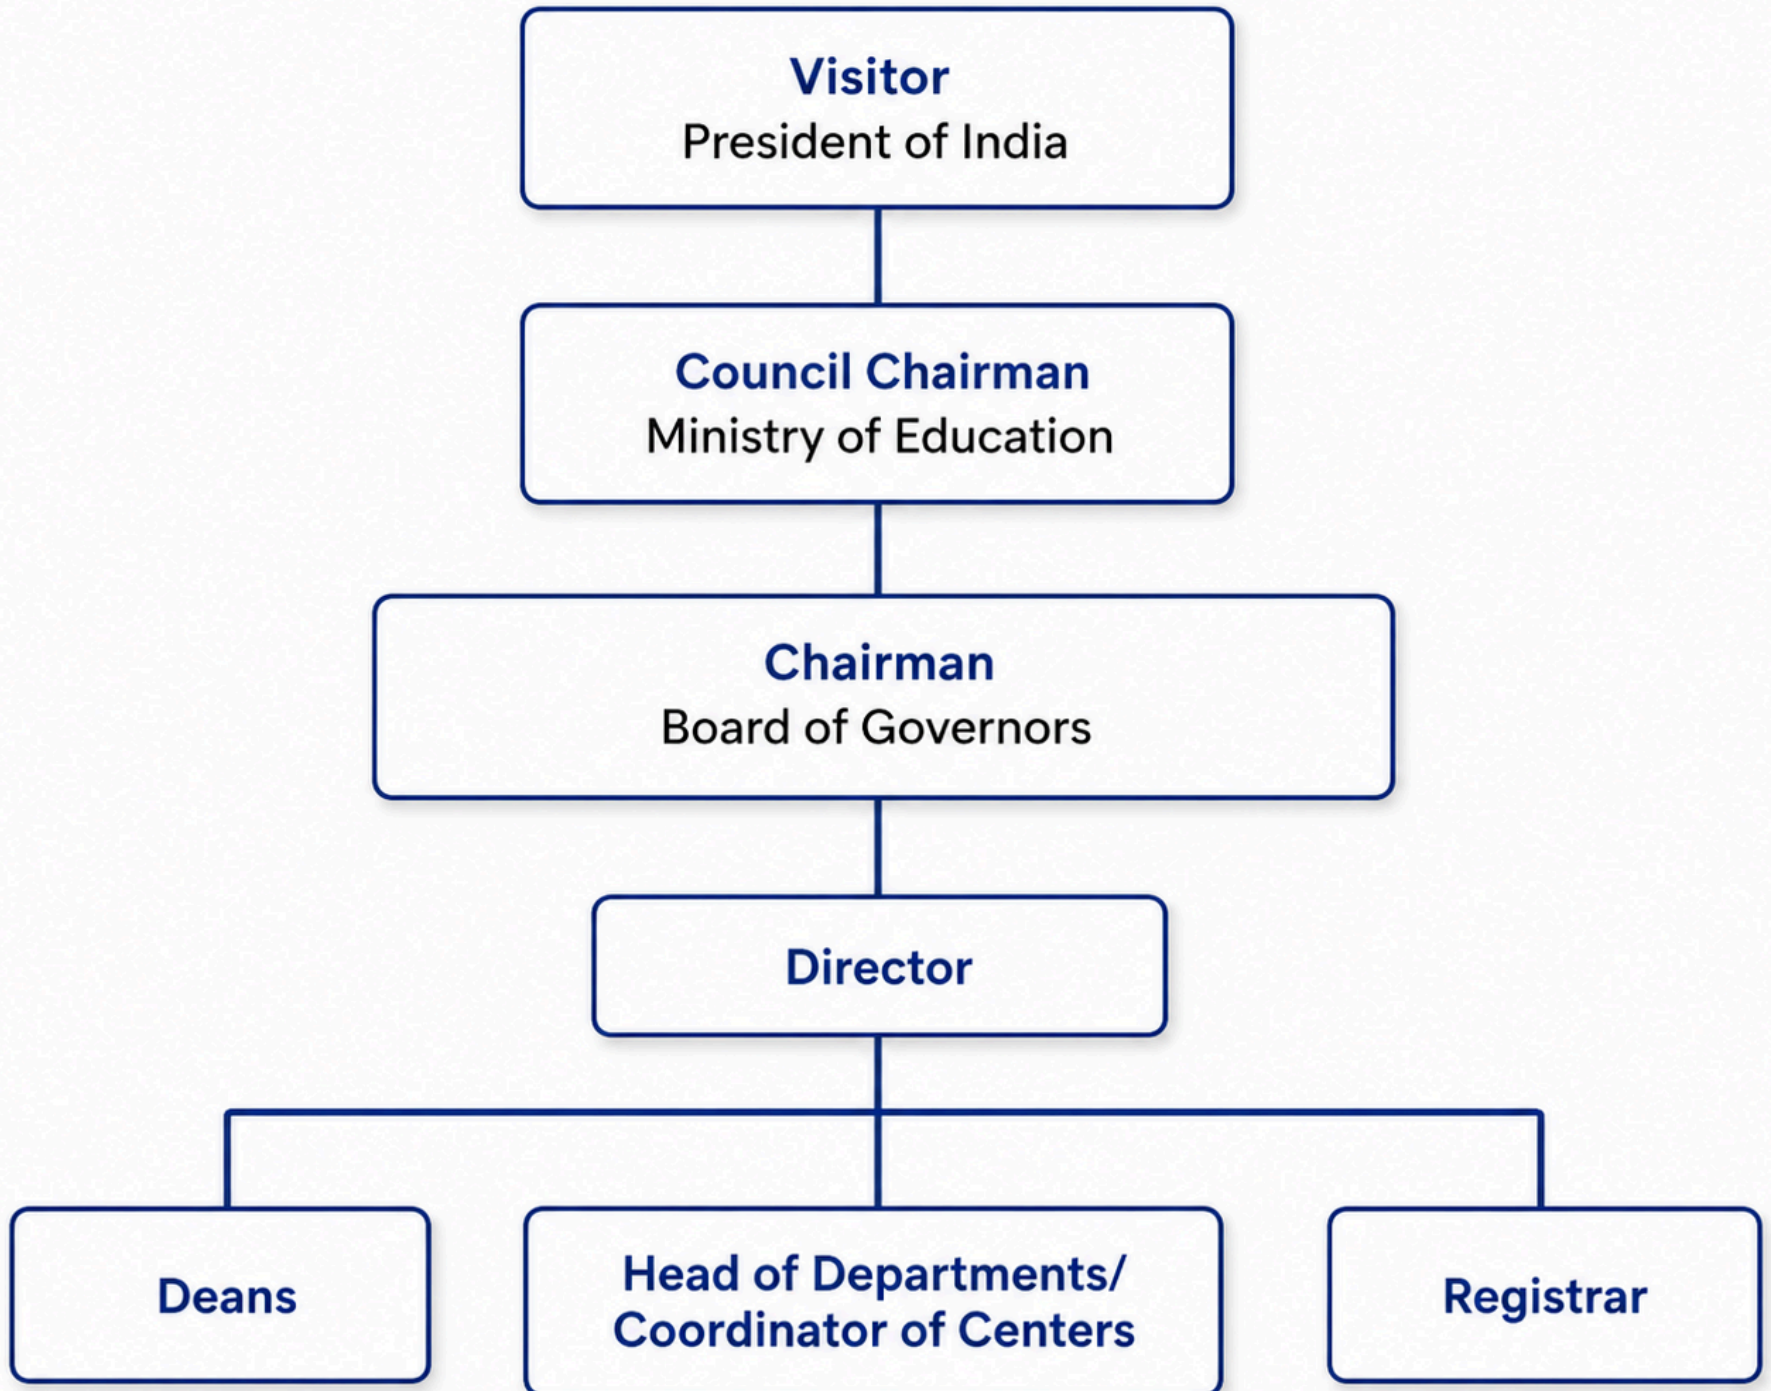 Visitor
President of India
Council Chairman
Ministry of Education
Chairman
Board of Governors
Director
Deans
Head of Departments/
Coordinator of Centers
Registrar